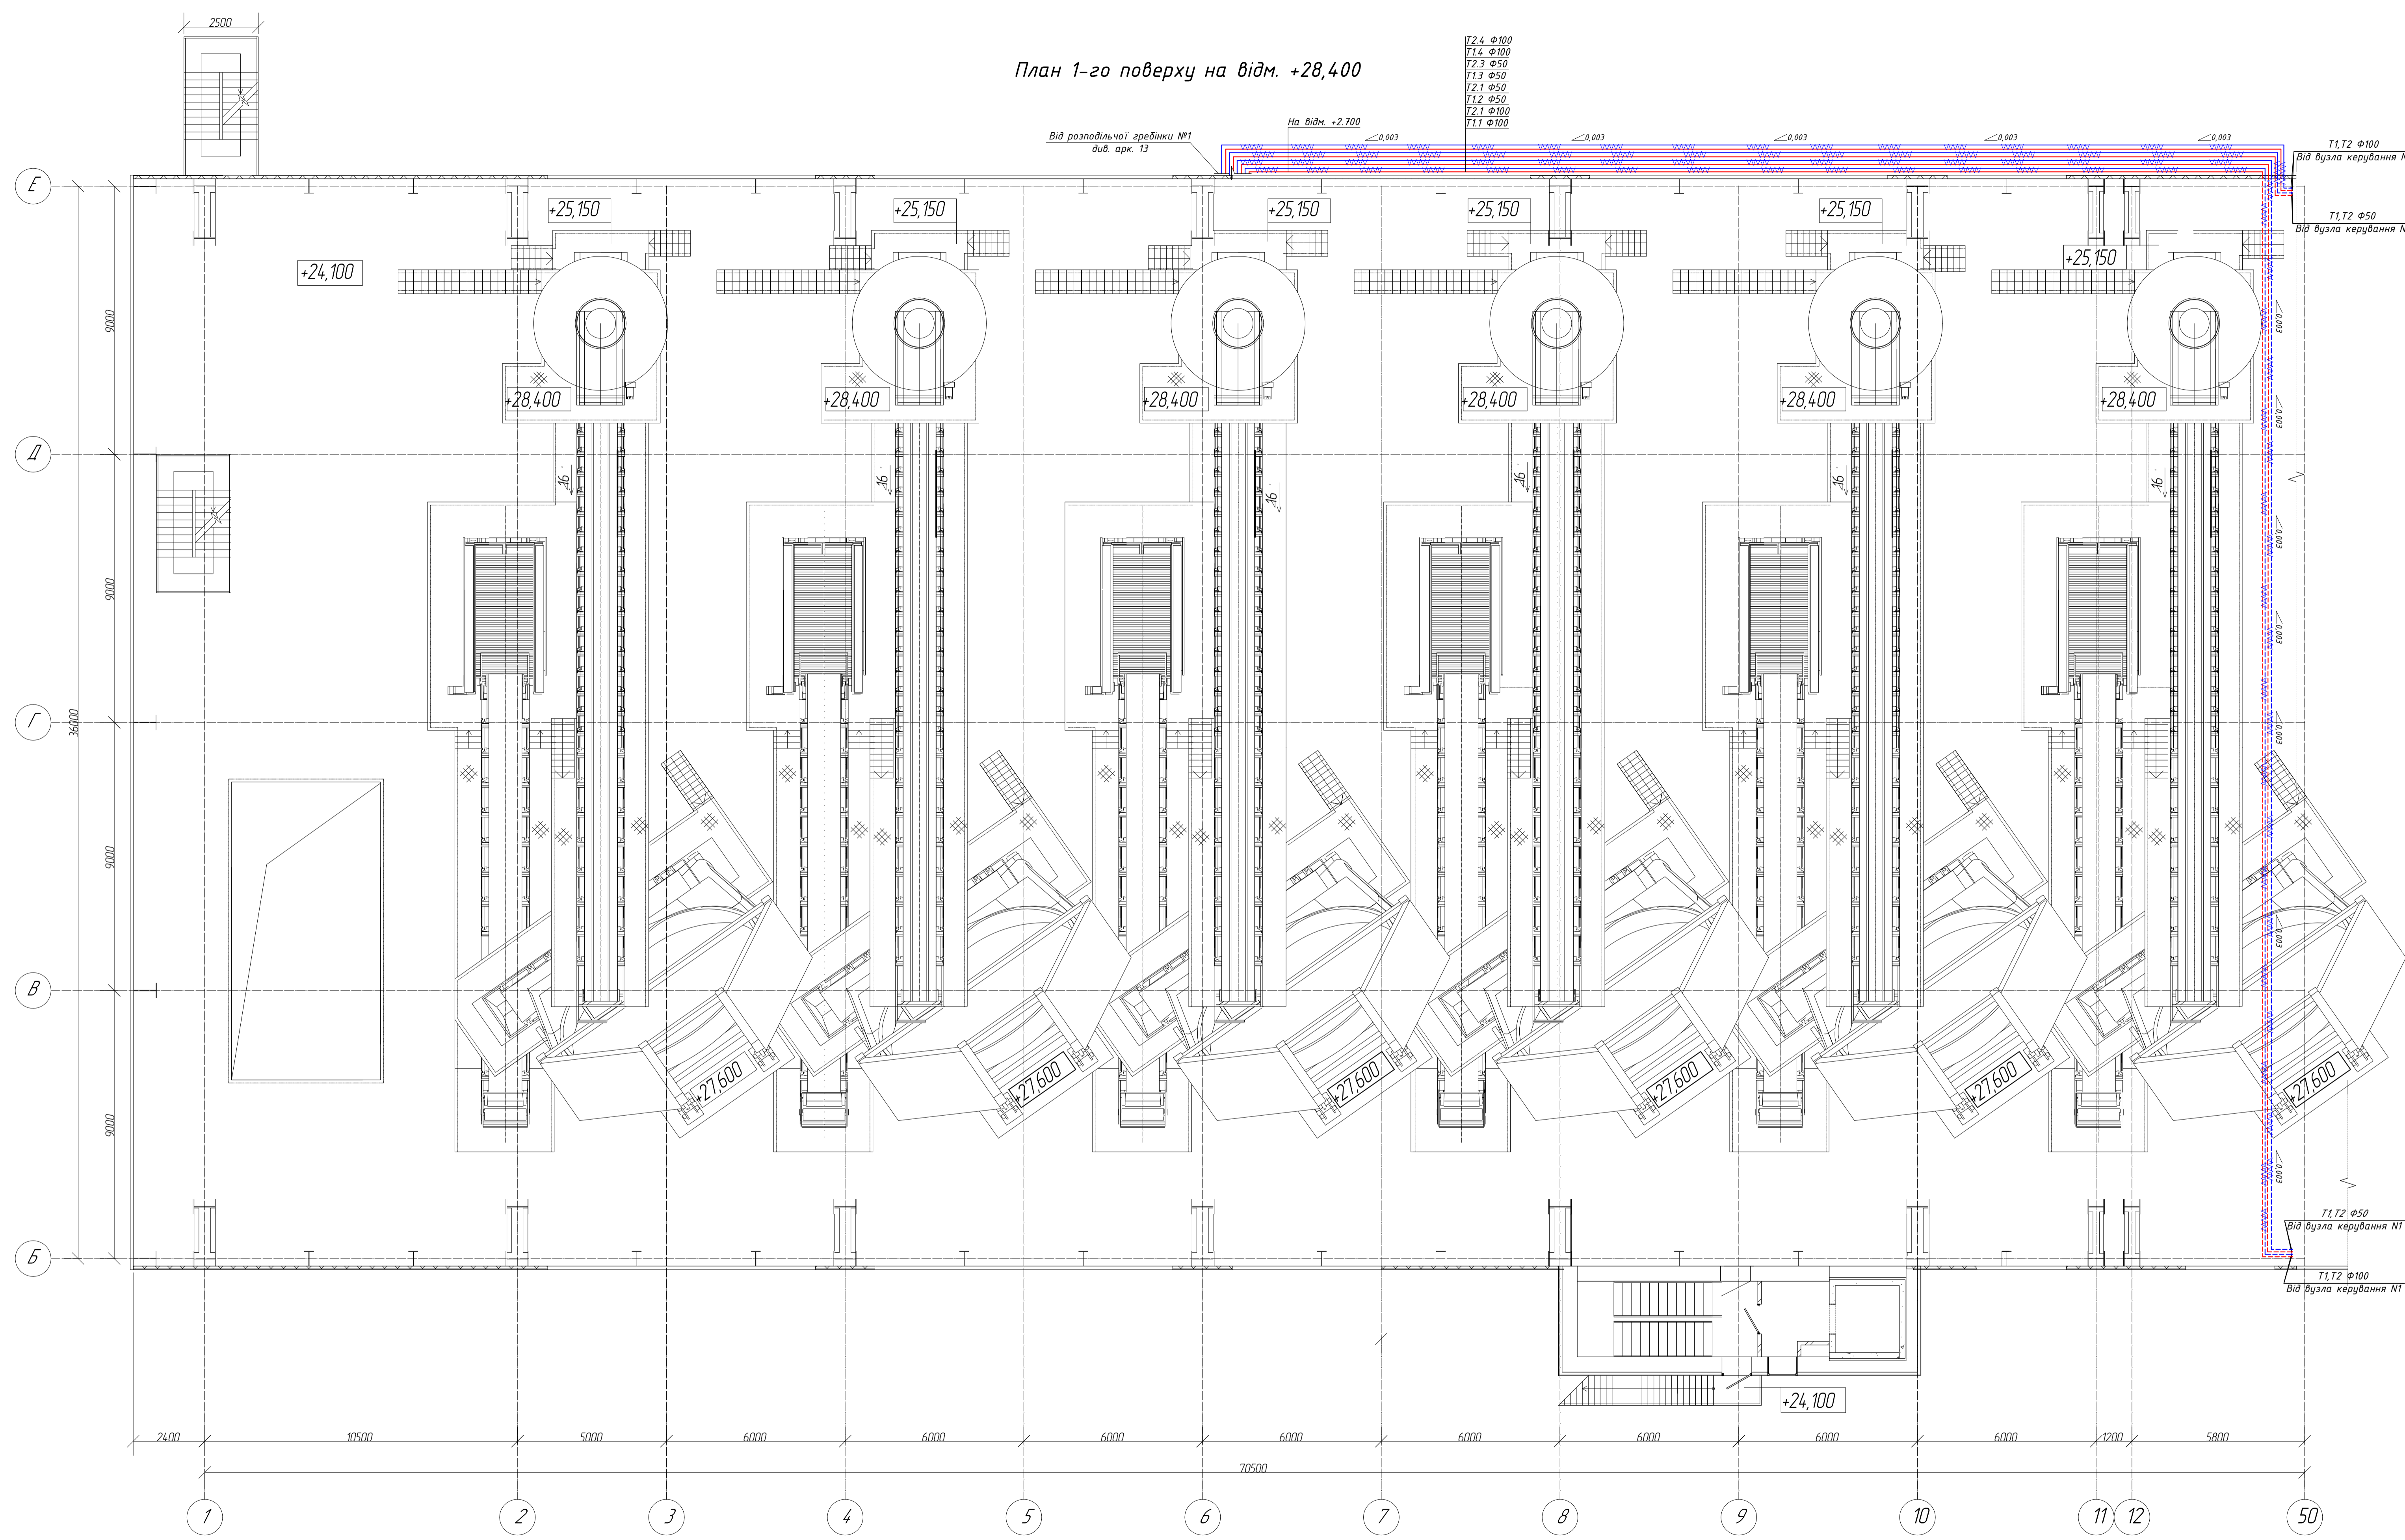 2500
План 1-го поверху на відм. +28,400
Т2.4 Ф100
Т1.4 Ф100
Т2.3 Ф50
Т1.3 Ф50
Т2.1 Ф50
Т1.2 Ф50
Т2.1 Ф100
Т1.1 Ф100
На відм. +2.700
Від розподільчої гребінки №1
див. арк. 13
0,003
0,003
0,003
0,003
0,003
Т1,Т2 Ф100
Від вузла керування N
Т1,Т2 Ф50
Від вузла керування N
Е
+25,150
+25,150
+25,150
+25,150
+25,150
+25,150
+24,100
9000
0,003
+28,400
+28,400
+28,400
+28,400
+28,400
+28,400
0,003
Д
16
16
16
16
16
16
0,003
9000
0,003
Г
36000
0,003
9000
0,003
В
+27,600
+27,600
+27,600
+27,600
+27,600
+27,600
9000
0,003
Т1,Т2 Ф50
Від вузла керування N1
Б
Т1,Т2 Ф100
Від вузла керування N1
+24,100
2400
10500
5000
6000
6000
6000
6000
6000
6000
6000
6000
1200
5800
70500
1
2
3
4
5
6
7
8
9
10
11
12
50